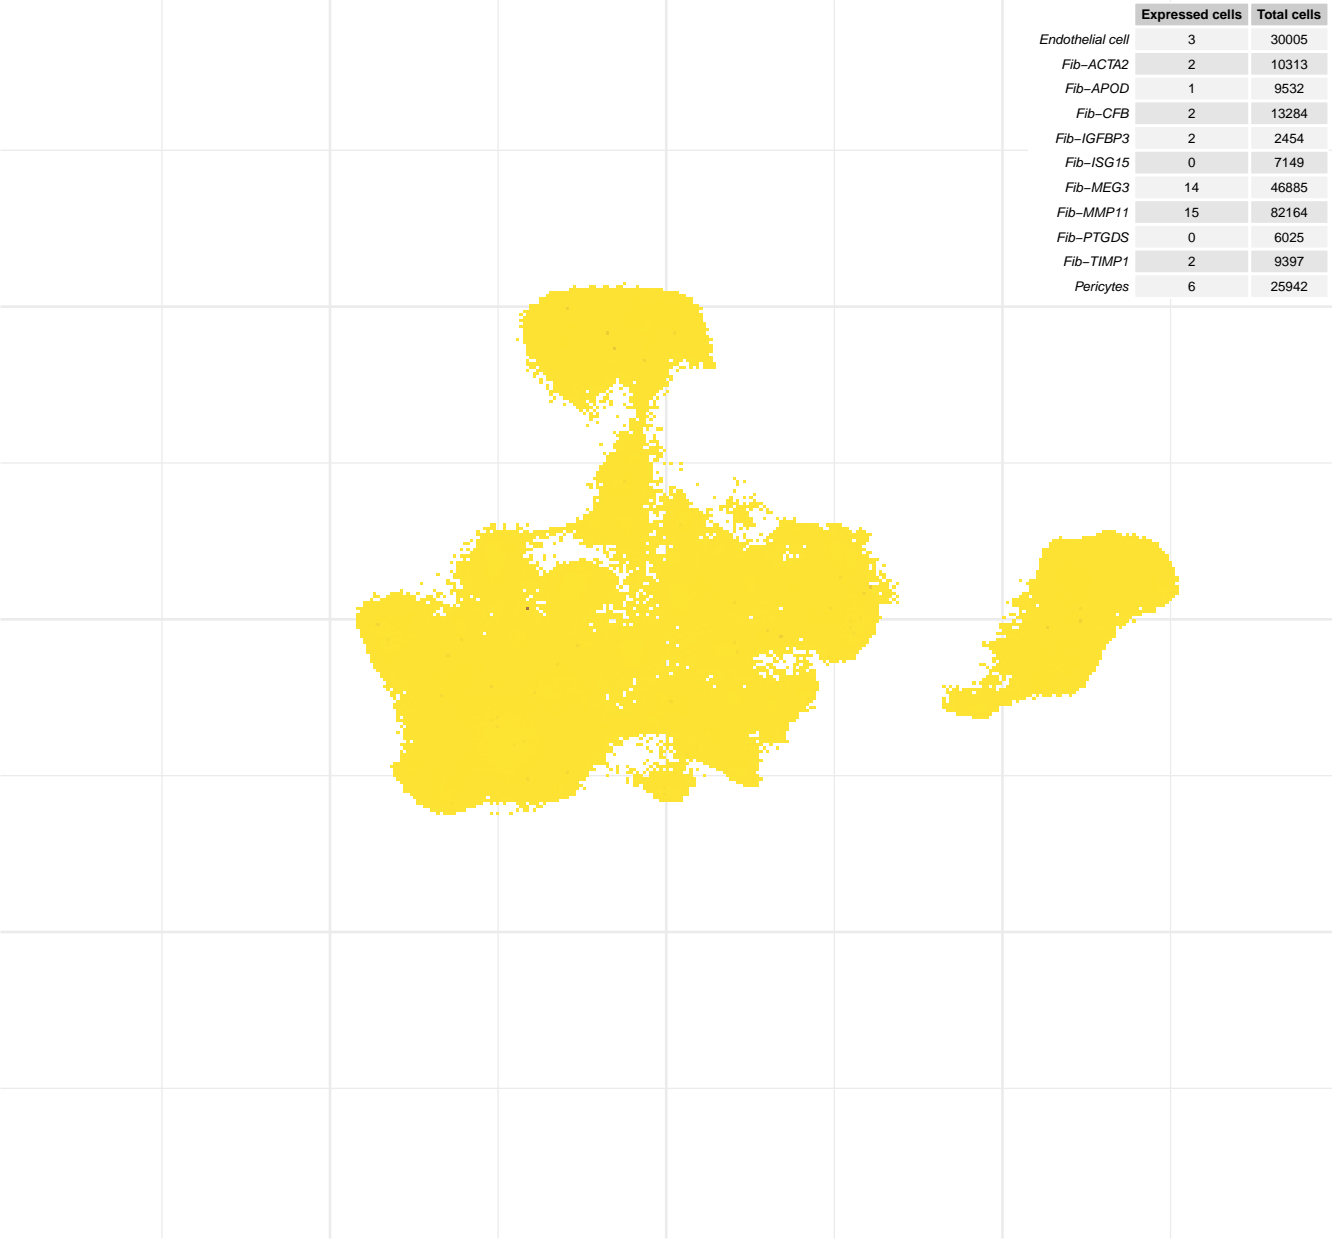 Expressed cells Total cells
Endothelial cell 3 30005
Fib−ACTA2 2 10313
Fib−APOD 1 9532
Fib−CFB 2 13284
Fib−IGFBP3 2 2454
Fib−ISG15 0 7149
Fib−MEG3 14 46885
Fib−MMP11 15 82164
Fib−PTGDS 0 6025
Fib−TIMP1 2 9397
Pericytes 6 25942